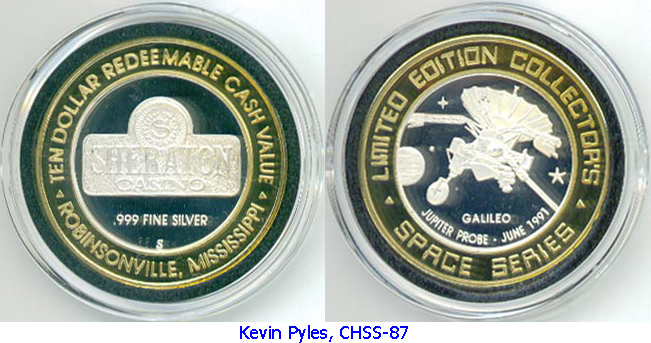 TEN DOLLAR REDEEMABLE CASH VALUE
S
SHERATON
CASINO
.999 FINE SILVER
S
ROBINSONVILLE, MISSISSIPPI
LIMITED EDITION COLLECTORS
GALILEO
JUPITER PROBE - JUNE 1991
SPACE SERIES
Kevin Pyles, CHSS-87